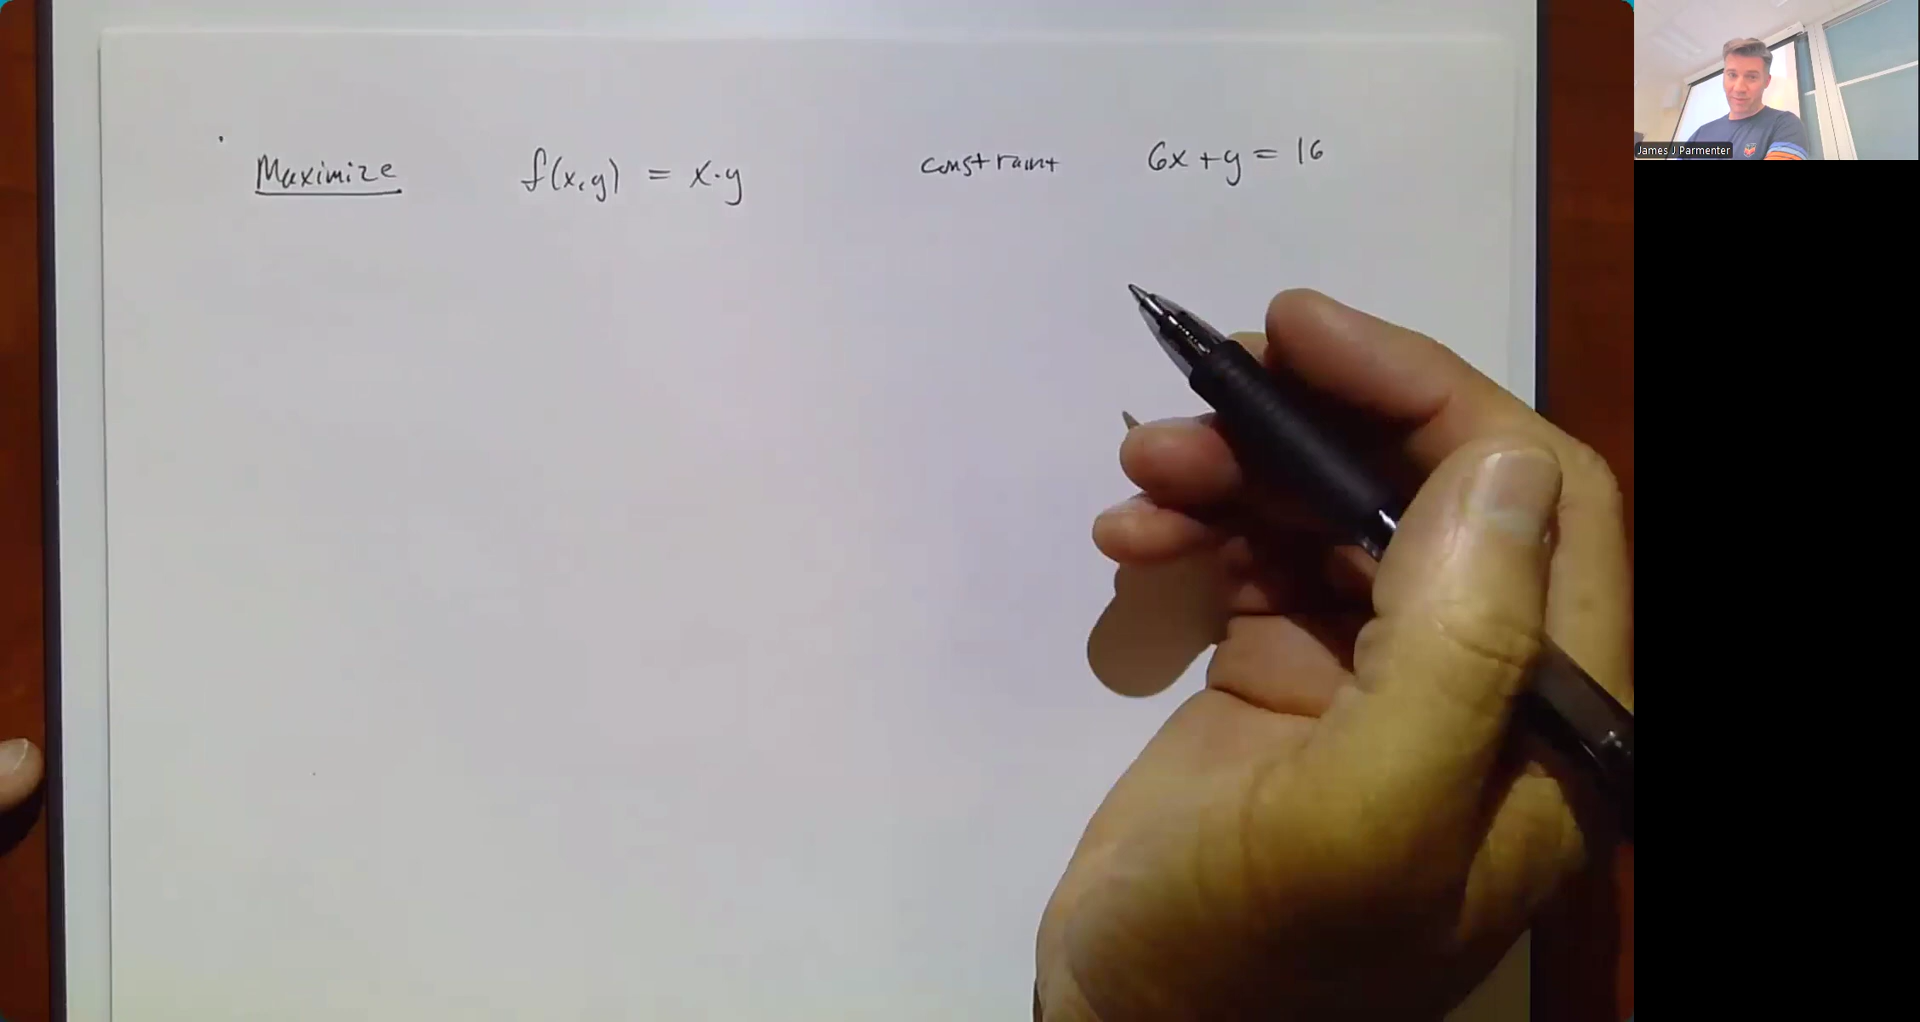 Maximize f(x,y) = x·y constraint 6x+y = 16
James J Parmenter